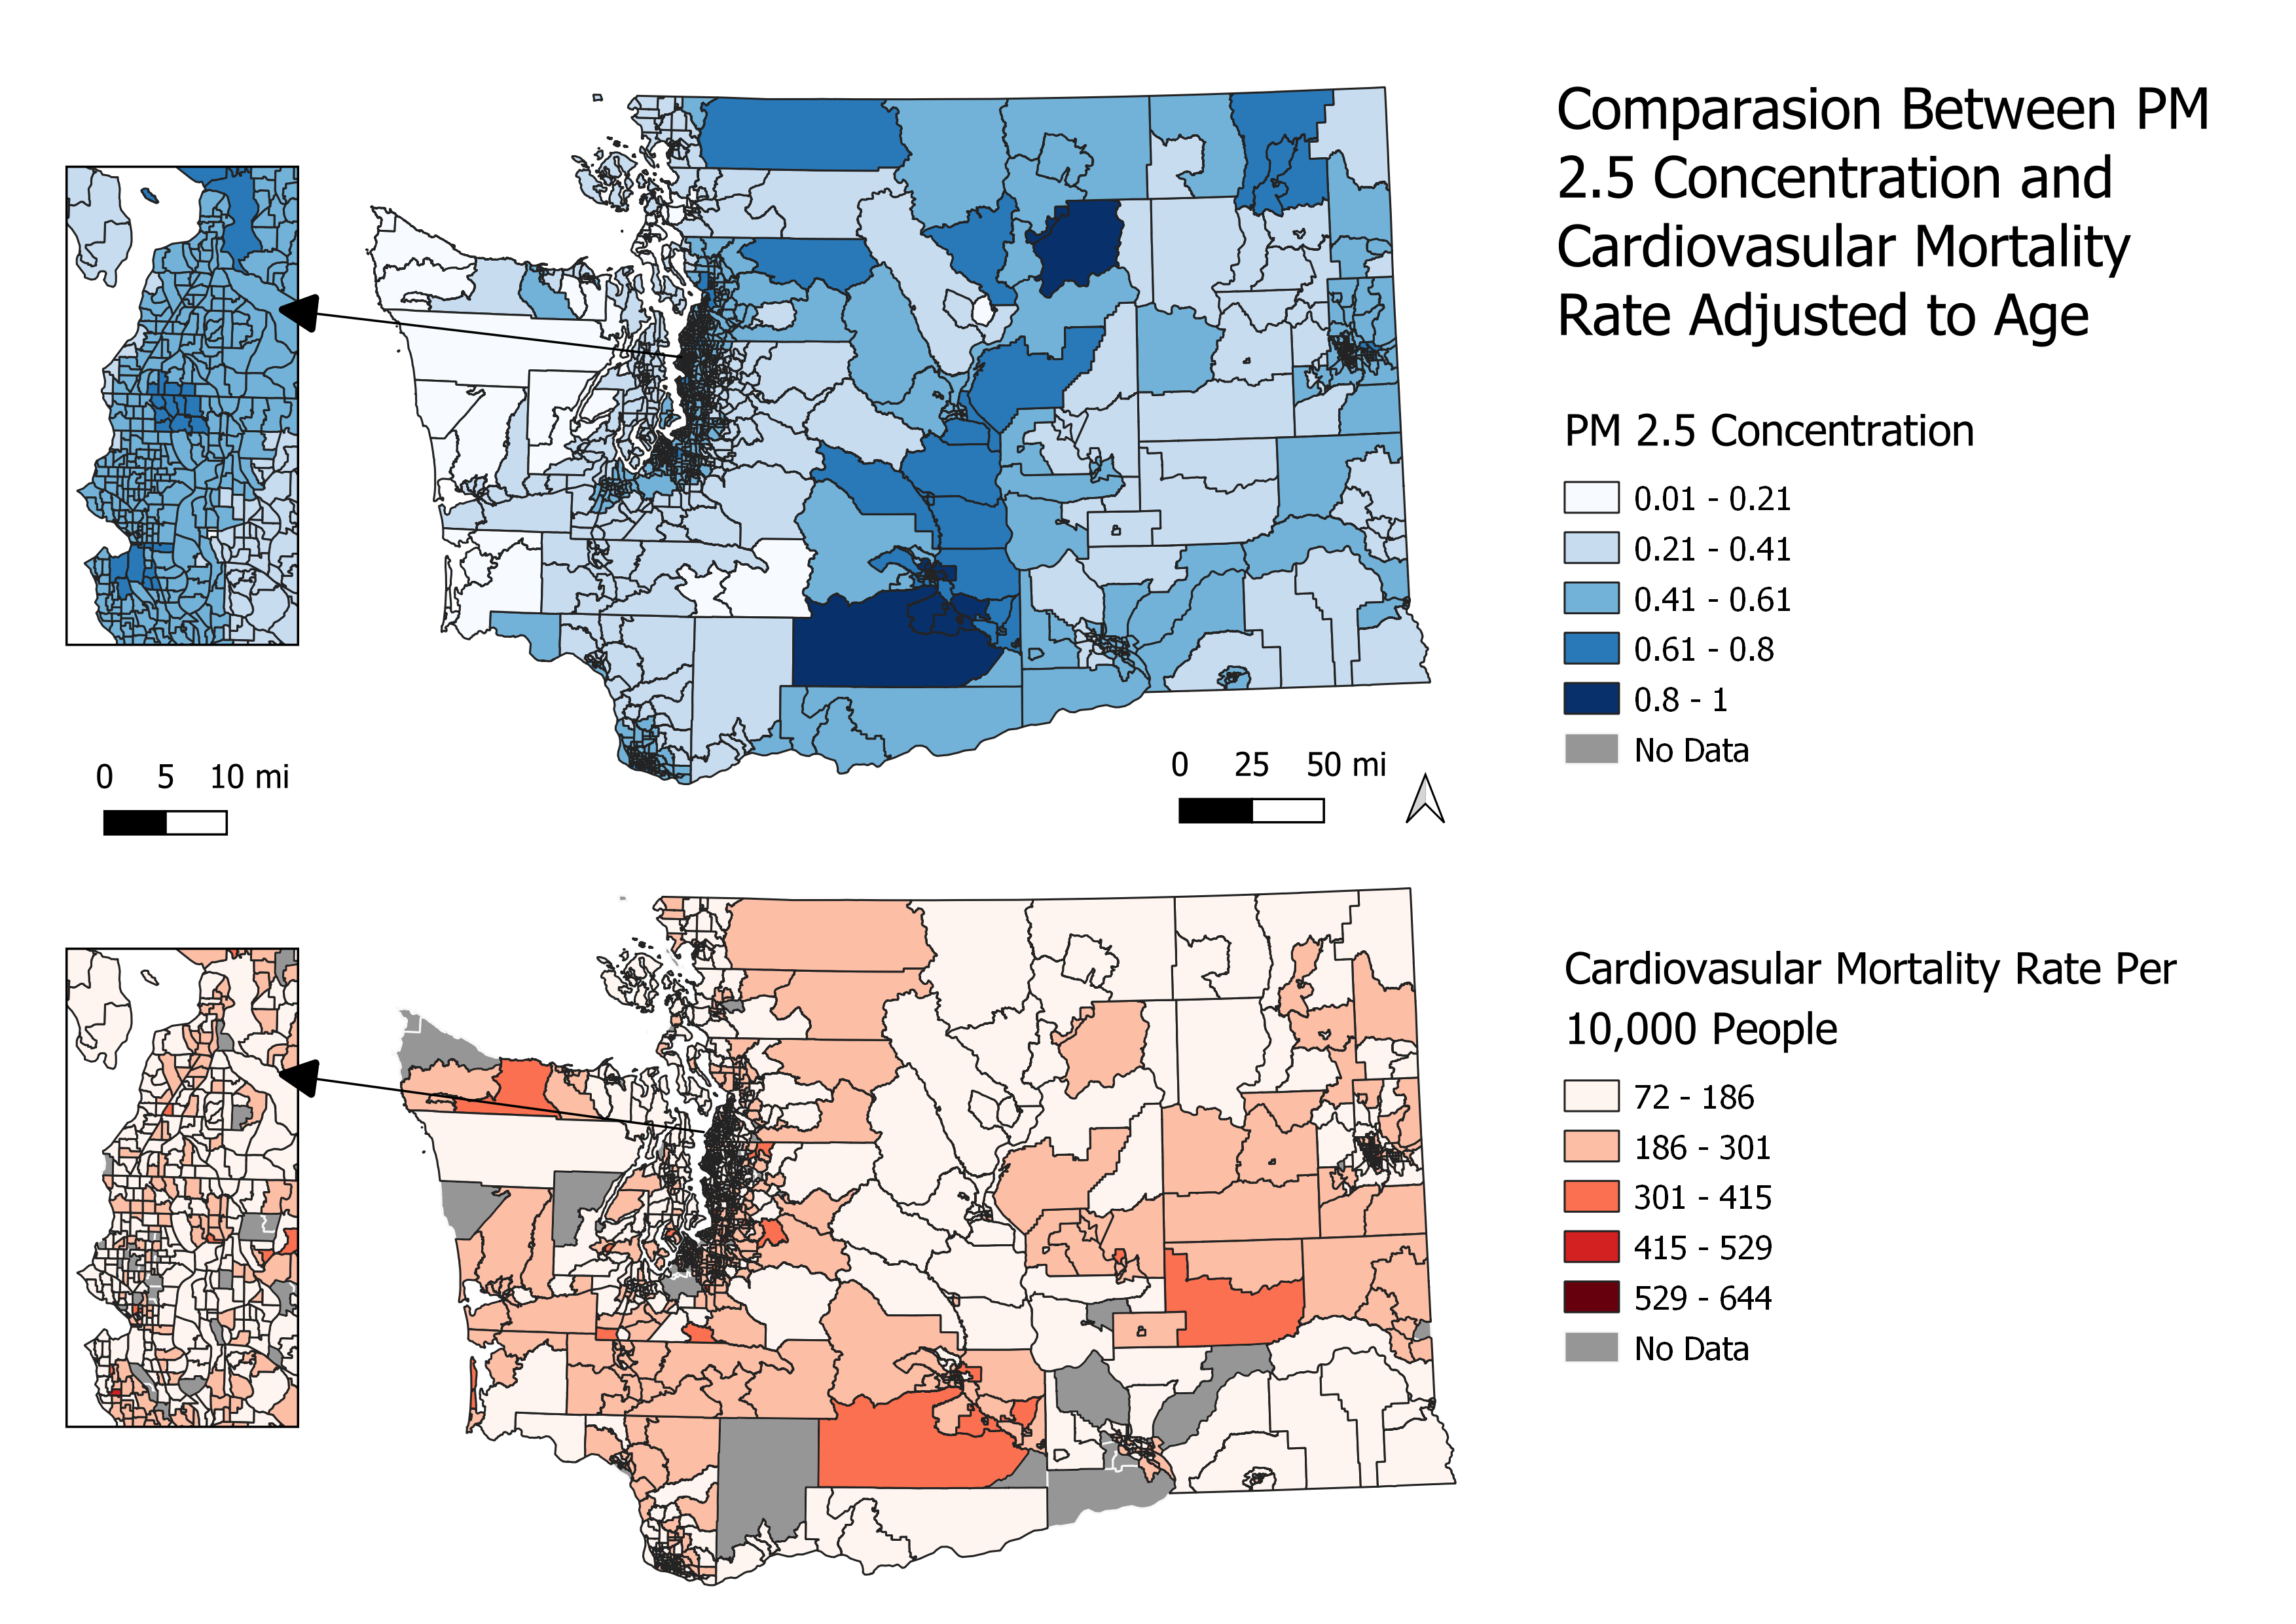 Comparasion Between PM
2.5 Concentration and
Cardiovasular Mortality
Rate Adjusted to Age
PM 2.5 Concentration
0.01 - 0.21
0.21 - 0.41
0.41 - 0.61
0.61 - 0.8
0.8 - 1
No Data
0 5 10 mi
0 25 50 mi
Cardiovasular Mortality Rate Per
10,000 People
72 - 186
186 - 301
301 - 415
415 - 529
529 - 644
No Data